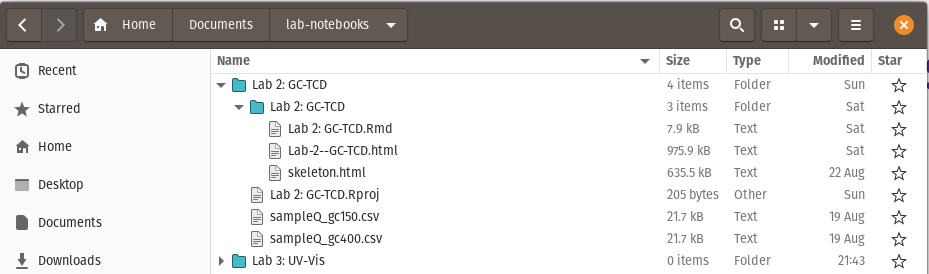 Home Documents lab-notebooks
Name Size Type Modified Star
Recent
Lab 2: GC-TCD 4 items Folder Sun
Starred
Lab 2: GC-TCD 3 items Folder Sat
Lab 2: GC-TCD.Rmd 7.9 kB Text Sat
Home
Lab-2--GC-TCD.html 975.9 kB Text Sat
skeleton.html 635.5 kB Text 22 Aug
Desktop
Lab 2: GC-TCD.Rproj 205 bytes Other Sun
Documents
sampleQ_gc150.csv 21.7 kB Text 19 Aug
sampleQ_gc400.csv 21.7 kB Text 19 Aug
Downloads
Lab 3: UV-Vis 0 items Folder 21:43